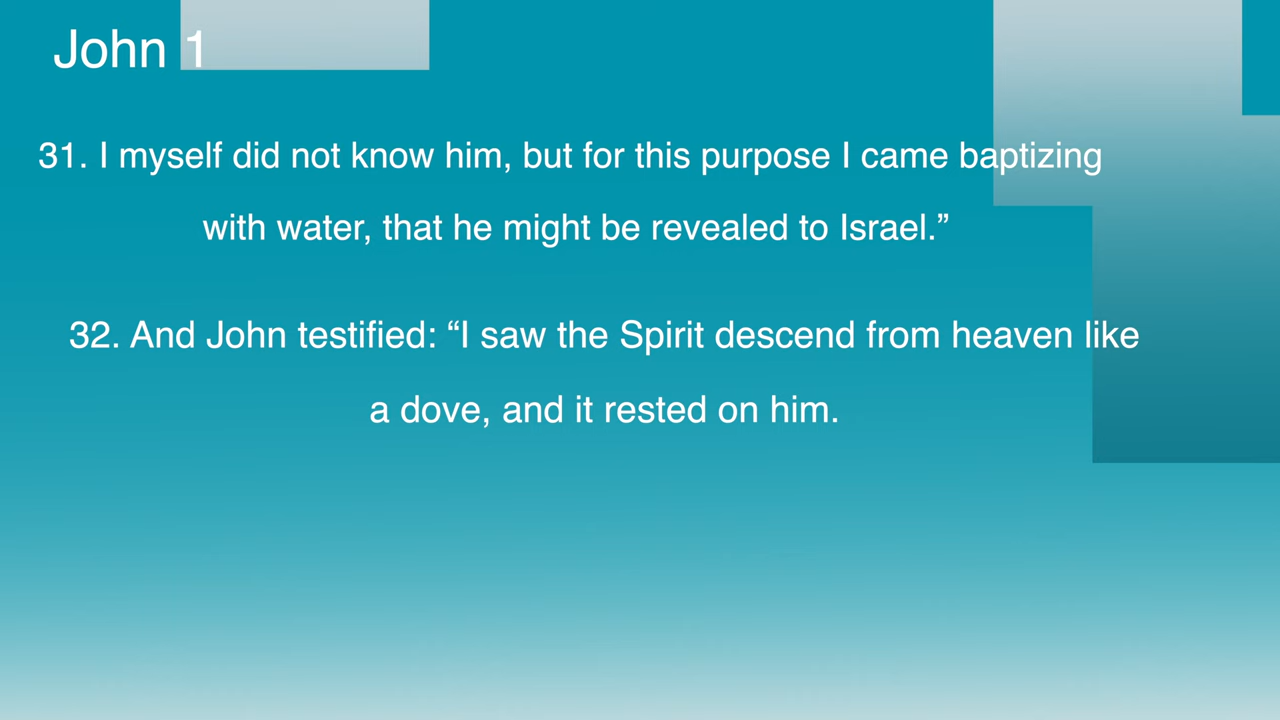 John 1
31. I myself did not know him, but for this purpose I came baptizing
with water, that he might be revealed to Israel.”
32. And John testified: “I saw the Spirit descend from heaven like
a dove, and it rested on him.